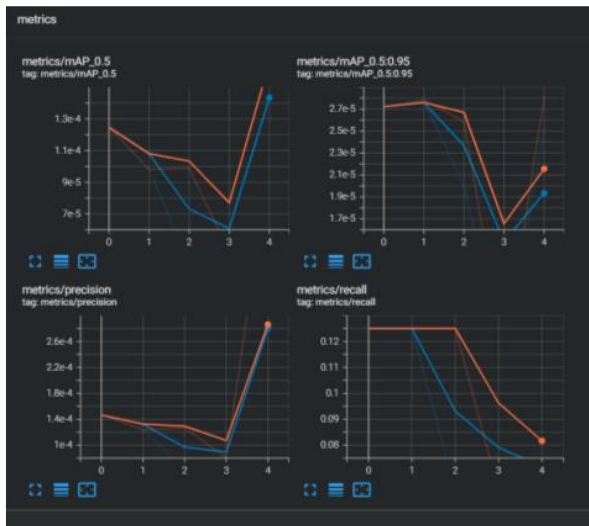 metrics
metrics/mAP_0.5
tag: metrics/mAP_0.5
1.3e-4
1.1e-4
9e-5
7e-5
0 1 2 3 4
metrics/mAP_0.5:0.95
tag: metrics/mAP_0.5:0.95
2.7e-5
2.5e-5
2.3e-5
2.1e-5
1.9e-5
1.7e-5
0 1 2 3 4
metrics/precision
tag: metrics/precision
2.6e-4
2.2e-4
1.8e-4
1.4e-4
1e-4
0 1 2 3 4
metrics/recall
tag: metrics/recall
0.12
0.11
0.1
0.09
0.08
0 1 2 3 4